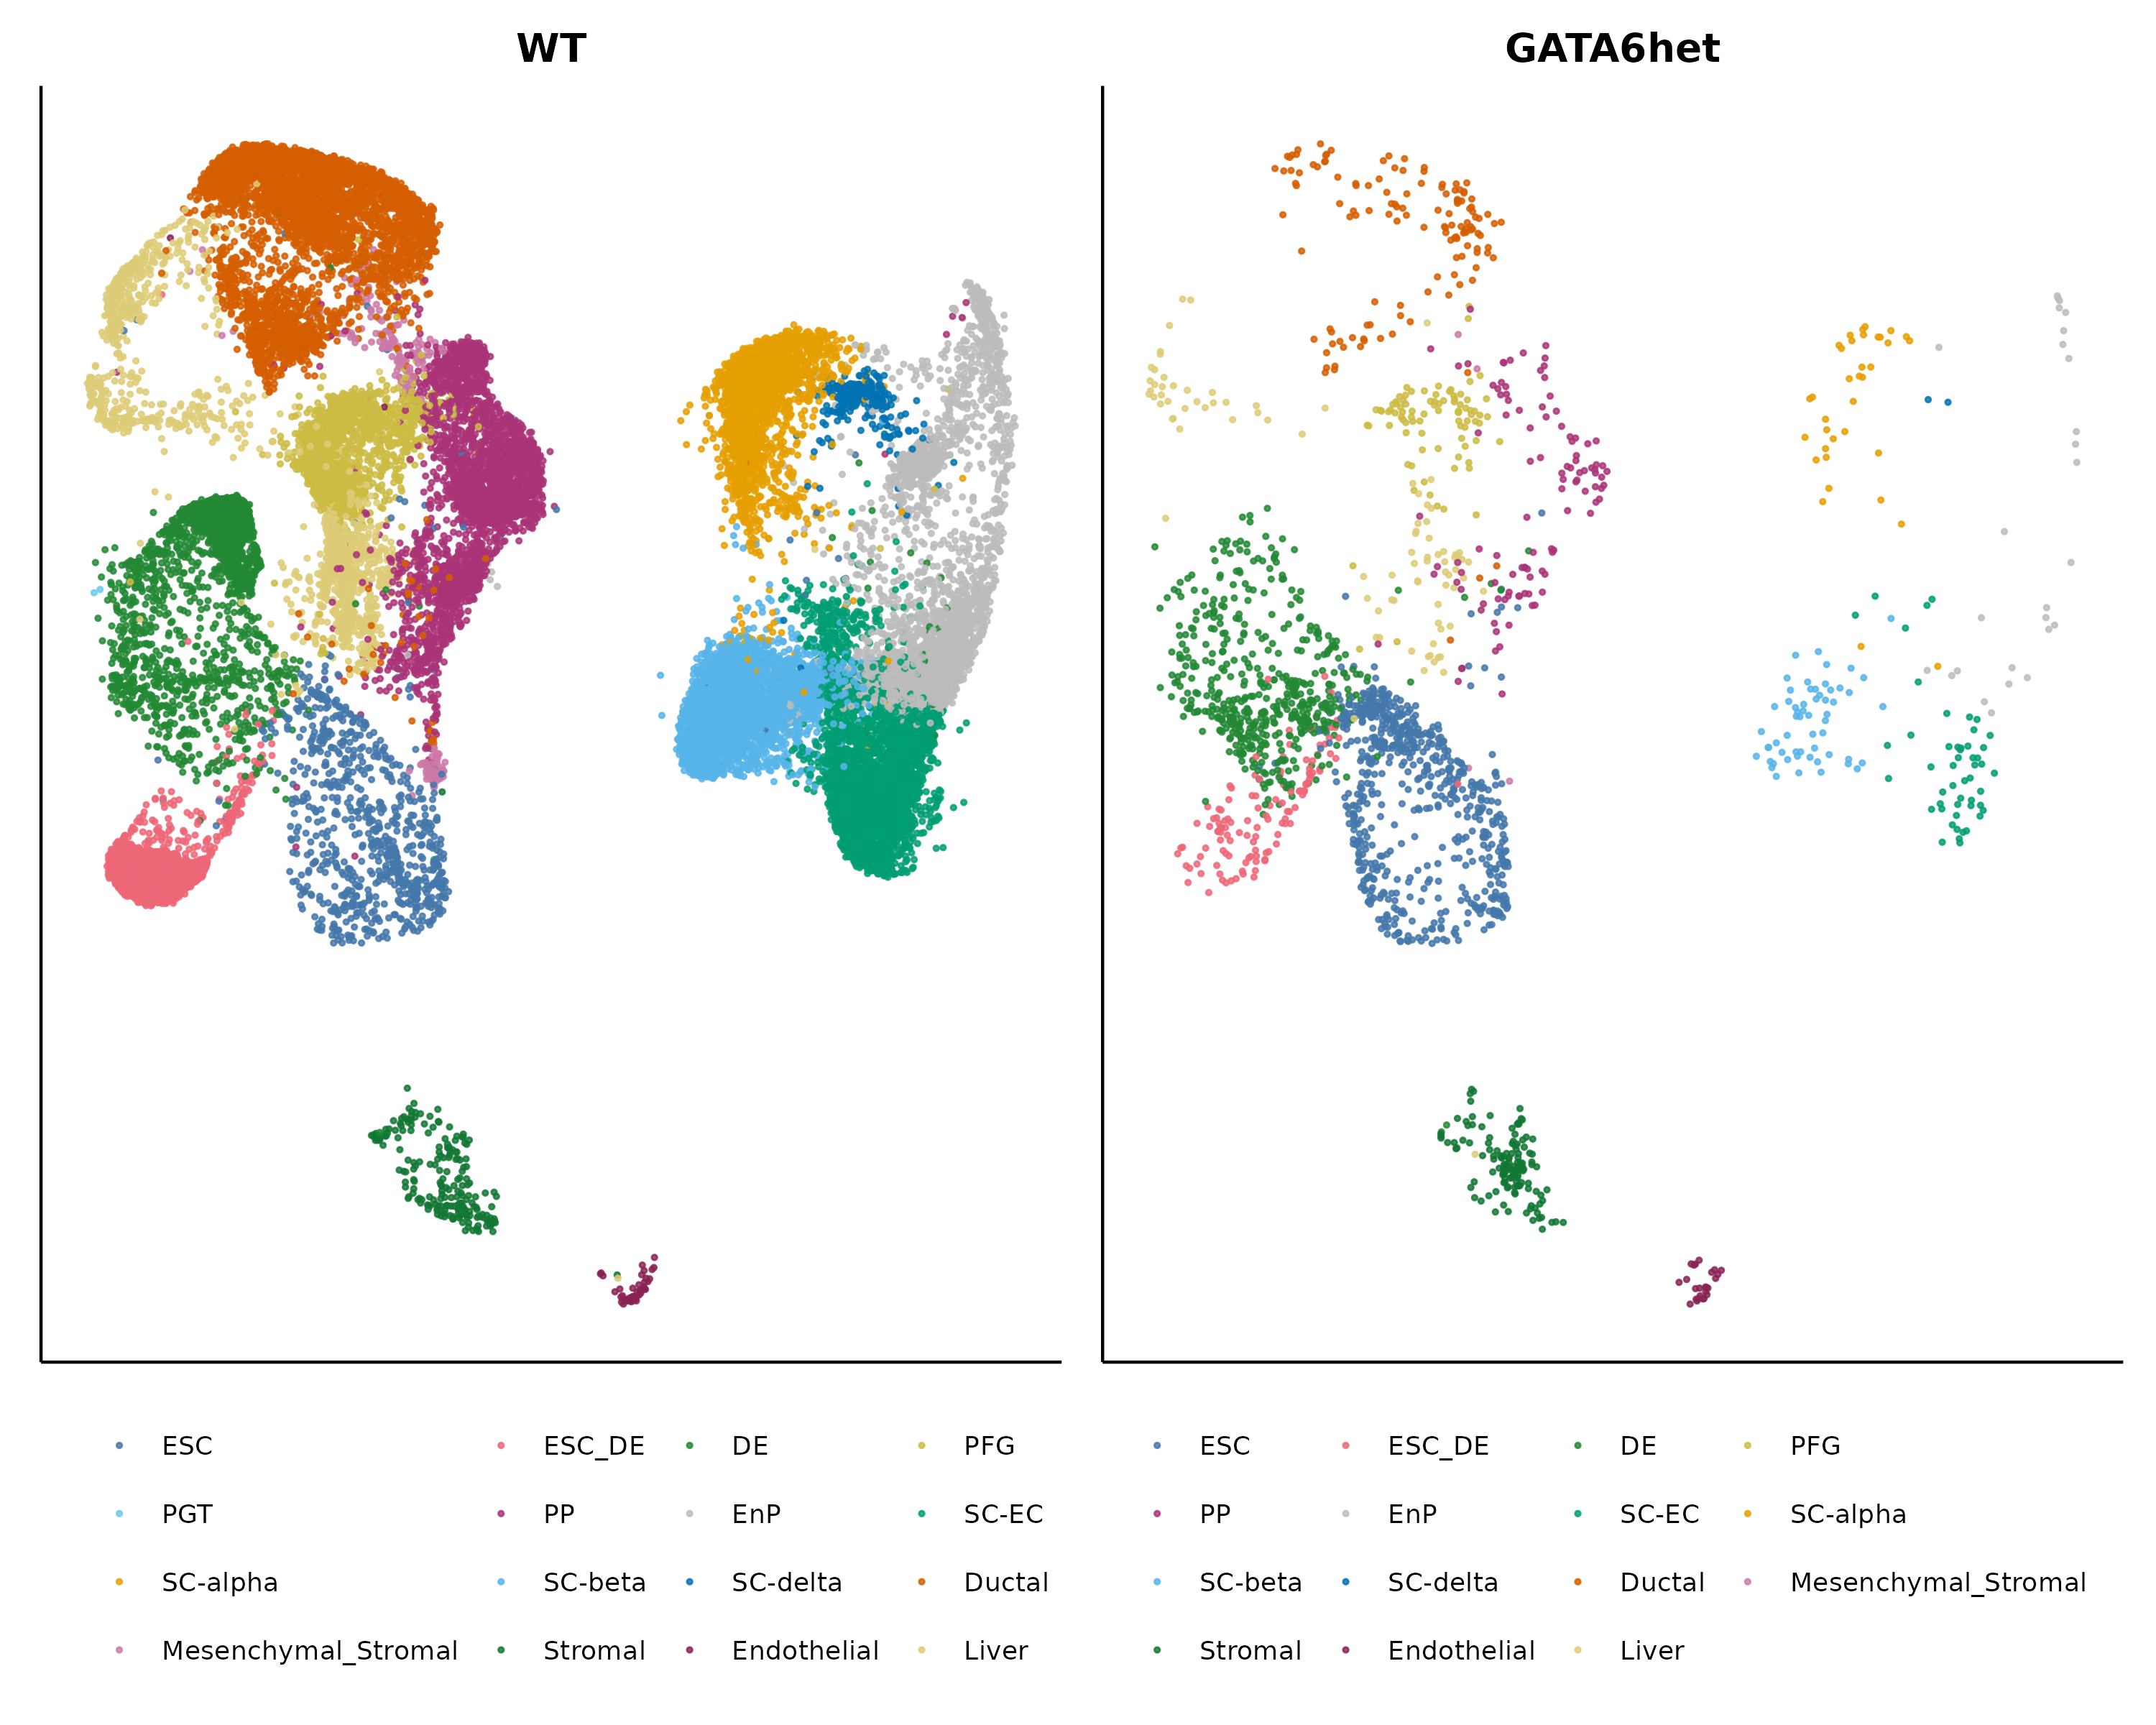 WT
GATA6het
ESC ESC_DE DE PFG
PGT PP EnP SC-EC
SC-alpha SC-beta SC-delta Ductal
Mesenchymal_Stromal Stromal Endothelial Liver
ESC ESC_DE DE PFG
PP EnP SC-EC SC-alpha
SC-beta SC-delta Ductal Mesenchymal_Stromal
Stromal Endothelial Liver